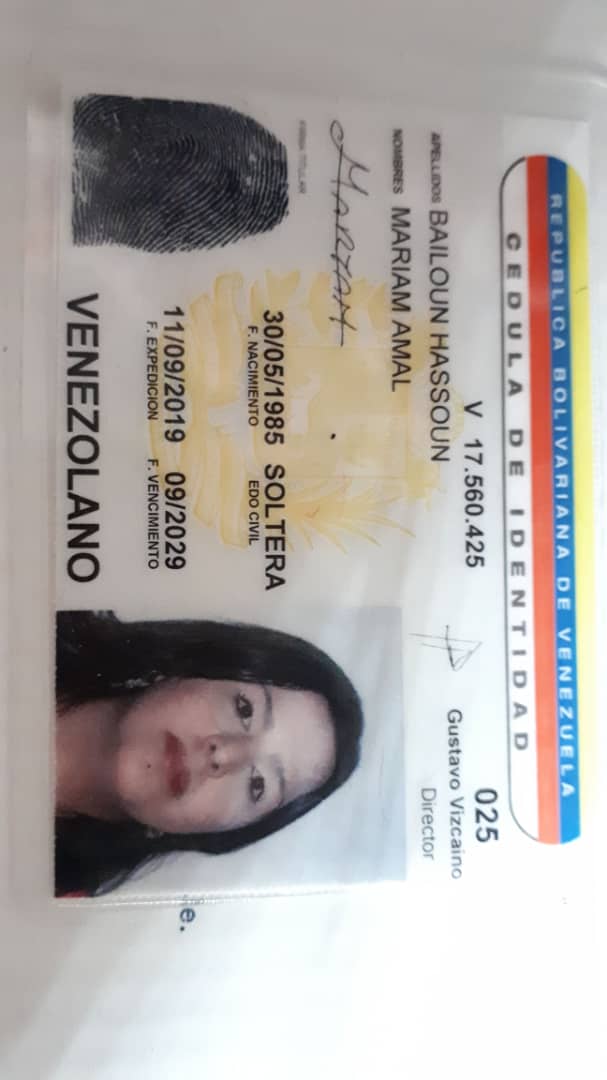 REPUBLICA BOLIVARIANA DE VENEZUELA
CEDULA DE IDENTIDAD
V 17.560.425
025
Gustavo Vizcaino
Director
APELLIDOS BAILOUN HASSOUN
NOMBRES MARIAM AMAL
FIRMA TITULAR
30/05/1985 SOLTERA
F. NACIMIENTO EDO CIVIL
11/09/2019 09/2029
F. EXPEDICION F. VENCIMIENTO
VENEZOLANO
e.